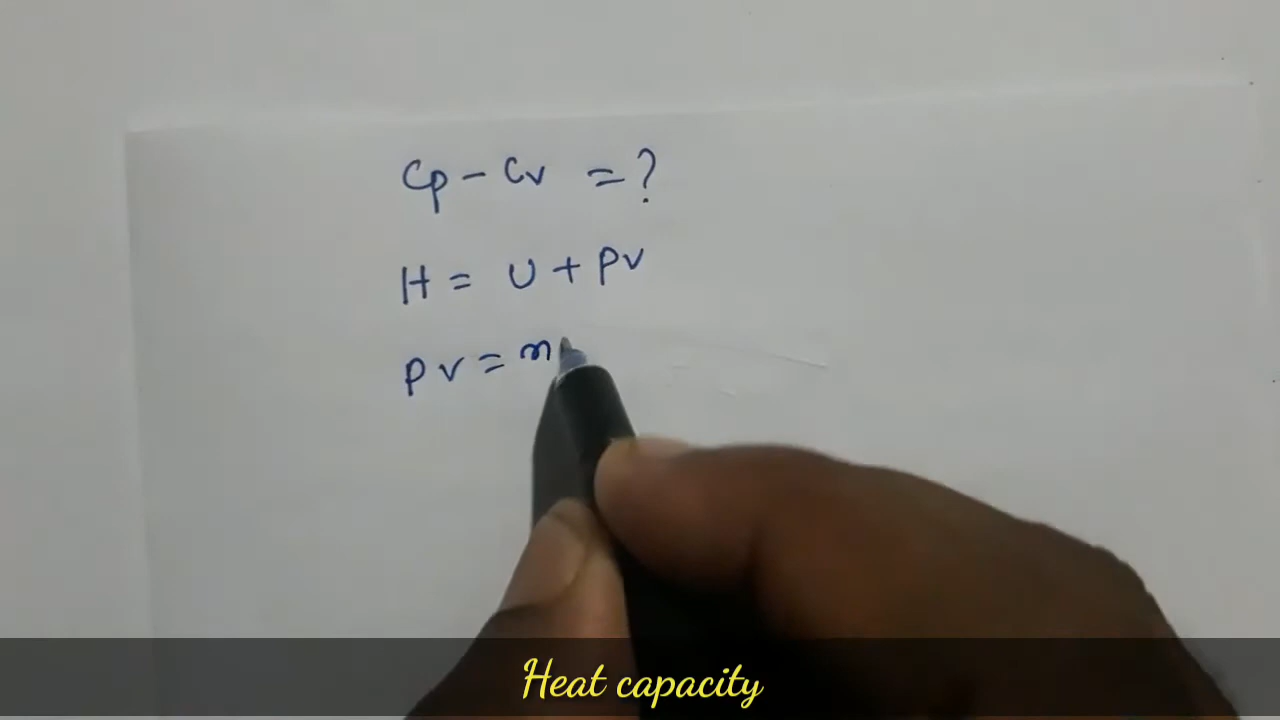 Cp - Cv = ?
H = U + PV
PV = n
Heat capacity